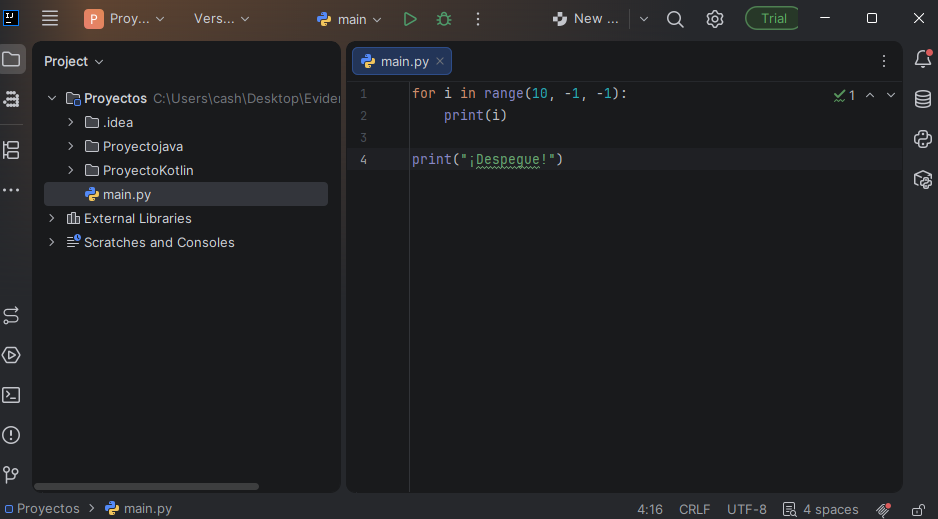 IJ
P Proy... Vers... main New ... Trial
Project
Proyectos C:\Users\cash\Desktop\Eviden
.idea
Proyectojava
ProyectoKotlin
main.py
External Libraries
Scratches and Consoles
main.py
1 for i in range(10, -1, -1):
1
2 print(i)
3
4 print("¡Despegue!")
Proyectos > main.py
4:16 CRLF UTF-8 4 spaces